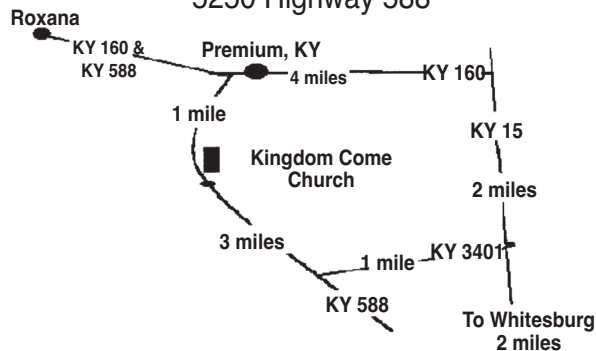 5250 Highway 588
Roxana
KY 160 &
KY 588
Premium, KY
4 miles
KY 160
1 mile
KY 15
Kingdom Come
Church
2 miles
3 miles
1 mile
KY 3401
KY 588
To Whitesburg
2 miles